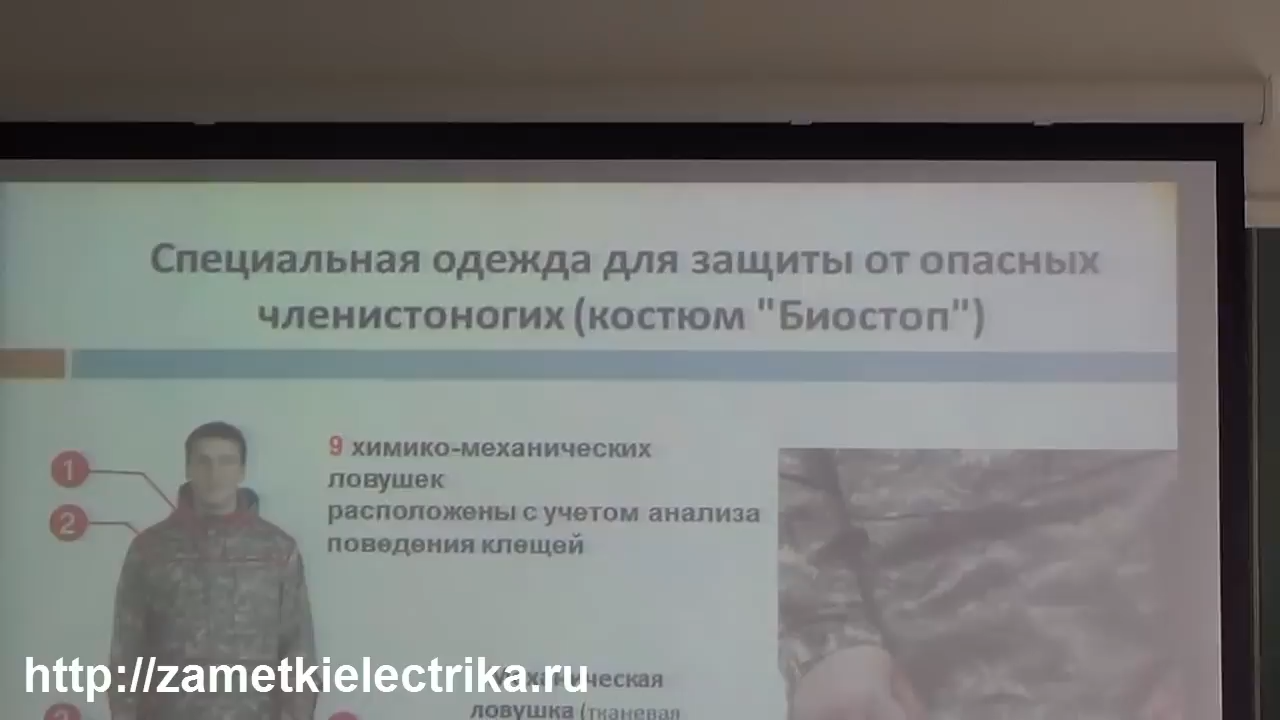 Специальная одежда для защиты от опасных
членистоногих (костюм "Биостоп")
9 химико-механических
ловушек
расположены с учетом анализа
поведения клещей
1
2
http://zametkielectrika.ru
ловушка (тканевая